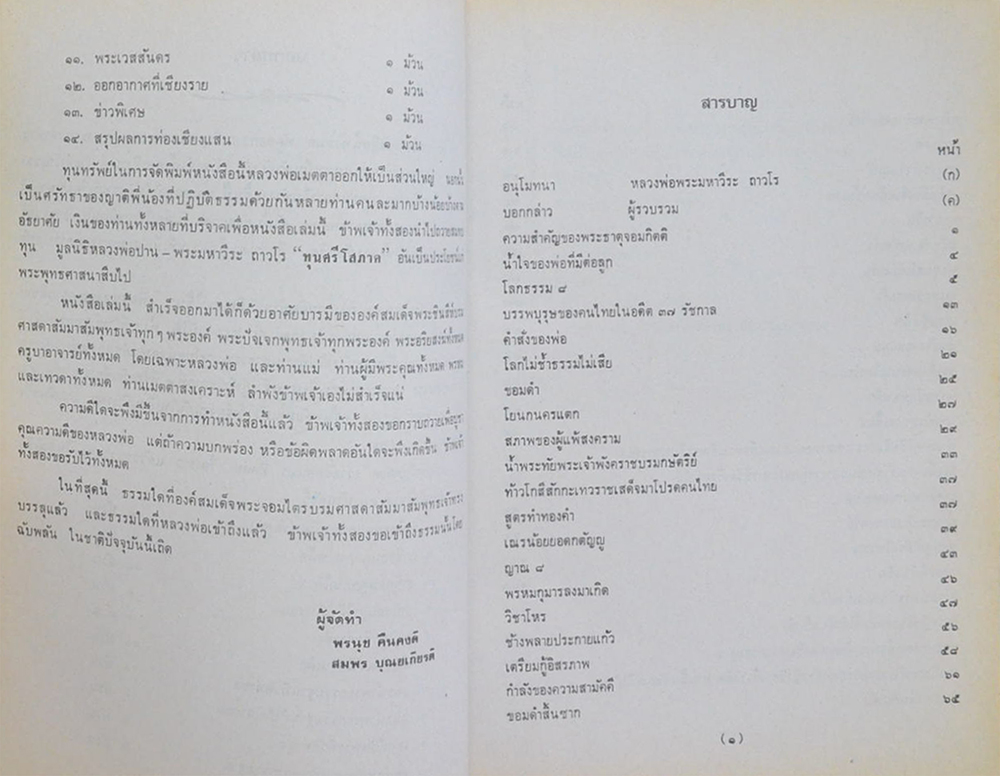 ๑๑. พระเวสสันดร ๑ ม้วน
๑๒. ออกอากาศที่เชียงราย ๑ ม้วน
๑๓. ข่าวพิเศษ ๑ ม้วน
๑๔. สรุปผลการท่องเชียงแสน ๑ ม้วน
ทุนทรัพย์ในการจัดพิมพ์หนังสือนี้หลวงพ่อเมตตาออกให้เป็นส่วนใหญ่
เป็นศรัทธาของญาติพี่น้องที่ปฏิบัติธรรมด้วยกันหลายท่านคนละมากบ้างน้อยบ้างตาม
อัธยาศัย เงินของท่านทั้งหลายที่บริจาคเพื่อหนังสือเล่มนี้ ข้าพเจ้าทั้งสองนำไปถวายสมทบ
ทุน มูลนิธิหลวงพ่อปาน – พระมหาวีระ ถาวโร "ทุนศรีโสภาค" อันเป็นประโยชน์แก่
พระพุทธศาสนาสืบไป
หนังสือเล่มนี้ สำเร็จออกมาได้ก็ด้วยอาศัยบารมีขององค์สมเด็จพระชินสีห์บรม
ศาสดาสัมมาสัมพุทธเจ้าทุก ๆ พระองค์ พระปัจเจกพุทธเจ้าทุกพระองค์ พระอริยสงฆ์ทั้งหมด
ครูบาอาจารย์ทั้งหมด โดยเฉพาะหลวงพ่อ และท่านแม่ ท่านผู้มีพระคุณทั้งหมด พรหม
และเทวดาทั้งหมด ท่านเมตตาสงเคราะห์ ลำพังข้าพเจ้าเองไม่สำเร็จแน่
ความดีใดจะพึงมีขึ้นจากการทำหนังสือนี้แล้ว ข้าพเจ้าทั้งสองขอกราบถวายเพื่อบูชา
คุณความดีของหลวงพ่อ แต่ถ้าความบกพร่อง หรือข้อผิดพลาดอันใดจะพึงเกิดขึ้น ข้าพเจ้า
ทั้งสองขอรับไว้ทั้งหมด
ในที่สุดนี้ ธรรมใดที่องค์สมเด็จพระจอมไตรบรมศาสดาสัมมาสัมพุทธเจ้าทรง
บรรลุแล้ว และธรรมใดที่หลวงพ่อเข้าถึงแล้ว ข้าพเจ้าทั้งสองขอเข้าถึงธรรมนั้นโดย
ฉับพลัน ในชาติปัจจุบันนี้เถิด
ผู้จัดทำ
พรนุช คืนคงดี
สมพร บุณยเกียรติ
สารบาญ
หน้า
อนุโมทนา หลวงพ่อพระมหาวีระ ถาวโร (ก)
บอกกล่าว ผู้รวบรวม (ค)
ความสำคัญของพระธาตุจอมกิตติ ๑
น้ำใจของพ่อที่มีต่อลูก ๔
โลกธรรม ๘ ๕
บรรพบุรุษของคนไทยในอดีต ๓๗ รัชกาล ๑๓
คำสั่งของพ่อ ๑๖
โลกไม่ช้ำธรรมไม่เสีย ๒๑
ขอมดำ ๒๕
โยนกนครแตก ๒๗
สภาพของผู้แพ้สงคราม ๒๙
น้ำพระทัยพระเจ้าพังคราชบรมกษัตริย์ ๓๓
ท้าวโกสีสักกะเทวราชเสด็จมาโปรดคนไทย ๓๗
สูตรทำทองคำ ๓๗
เณรน้อยยอดกตัญญู ๓๙
ญาณ ๘ ๔๓
พรหมกุมารลงมาเกิด ๔๖
วิชาโหร ๔๗
ช้างพลายประกายแก้ว ๕๖
เตรียมกู้อิสรภาพ ๕๘
กำลังของความสามัคคี ๖๑
ขอมดำสิ้นซาก ๖๕
(๑)